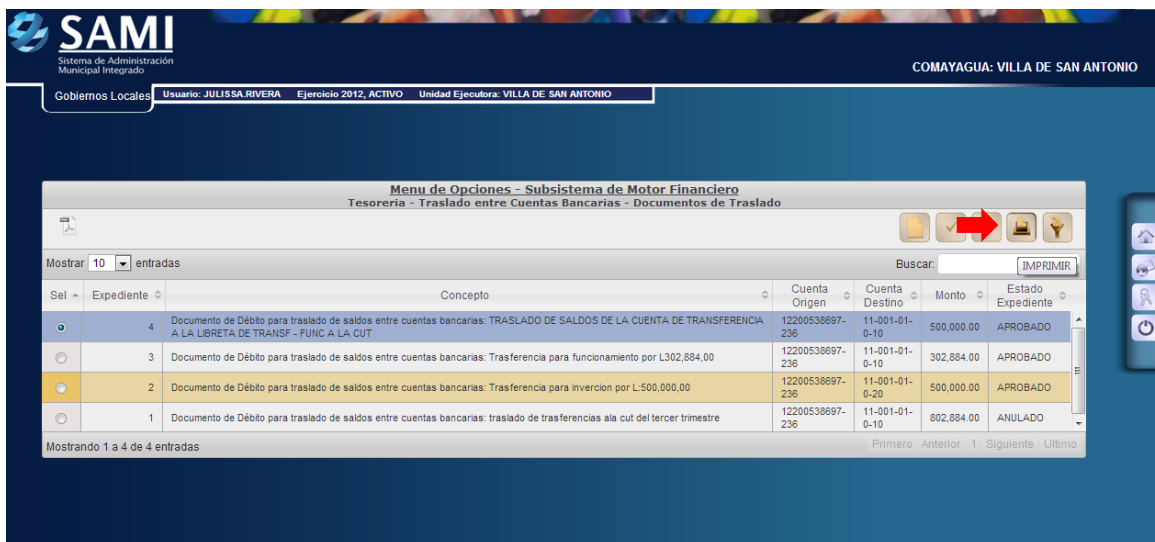 SAMI
Sistema de Administración
Municipal Integrado
COMAYAGUA: VILLA DE SAN ANTONIO
Gobiernos Locales
Usuario: JULISSA.RIVERA Ejercicio 2012, ACTIVO Unidad Ejecutora: VILLA DE SAN ANTONIO
Menu de Opciones - Subsistema de Motor Financiero
Tesoreria - Traslado entre Cuentas Bancarias - Documentos de Traslado
Mostrar 10 entradas
Buscar:
IMPRIMIR
Sel Expediente Concepto Cuenta Origen Cuenta Destino Monto Estado Expediente
4 Documento de Débito para traslado de saldos entre cuentas bancarias: TRASLADO DE SALDOS DE LA CUENTA DE TRANSFERENCIA
A LA LIBRETA DE TRANSF - FUNC A LA CUT
12200538697-236 11-001-01-0-10 500,000.00 APROBADO
3 Documento de Débito para traslado de saldos entre cuentas bancarias: Trasferencia para funcionamiento por L302,884,00 12200538697-236 11-001-01-0-10 302,884.00 APROBADO
2 Documento de Débito para traslado de saldos entre cuentas bancarias: Trasferencia para invercion por L:500,000,00 12200538697-236 11-001-01-0-20 500,000.00 APROBADO
1 Documento de Débito para traslado de saldos entre cuentas bancarias: traslado de trasferencias ala cut del tercer trimestre 12200538697-236 11-001-01-0-10 802,884.00 ANULADO
Mostrando 1 a 4 de 4 entradas
Primero Anterior 1 Siguiente Ultimo